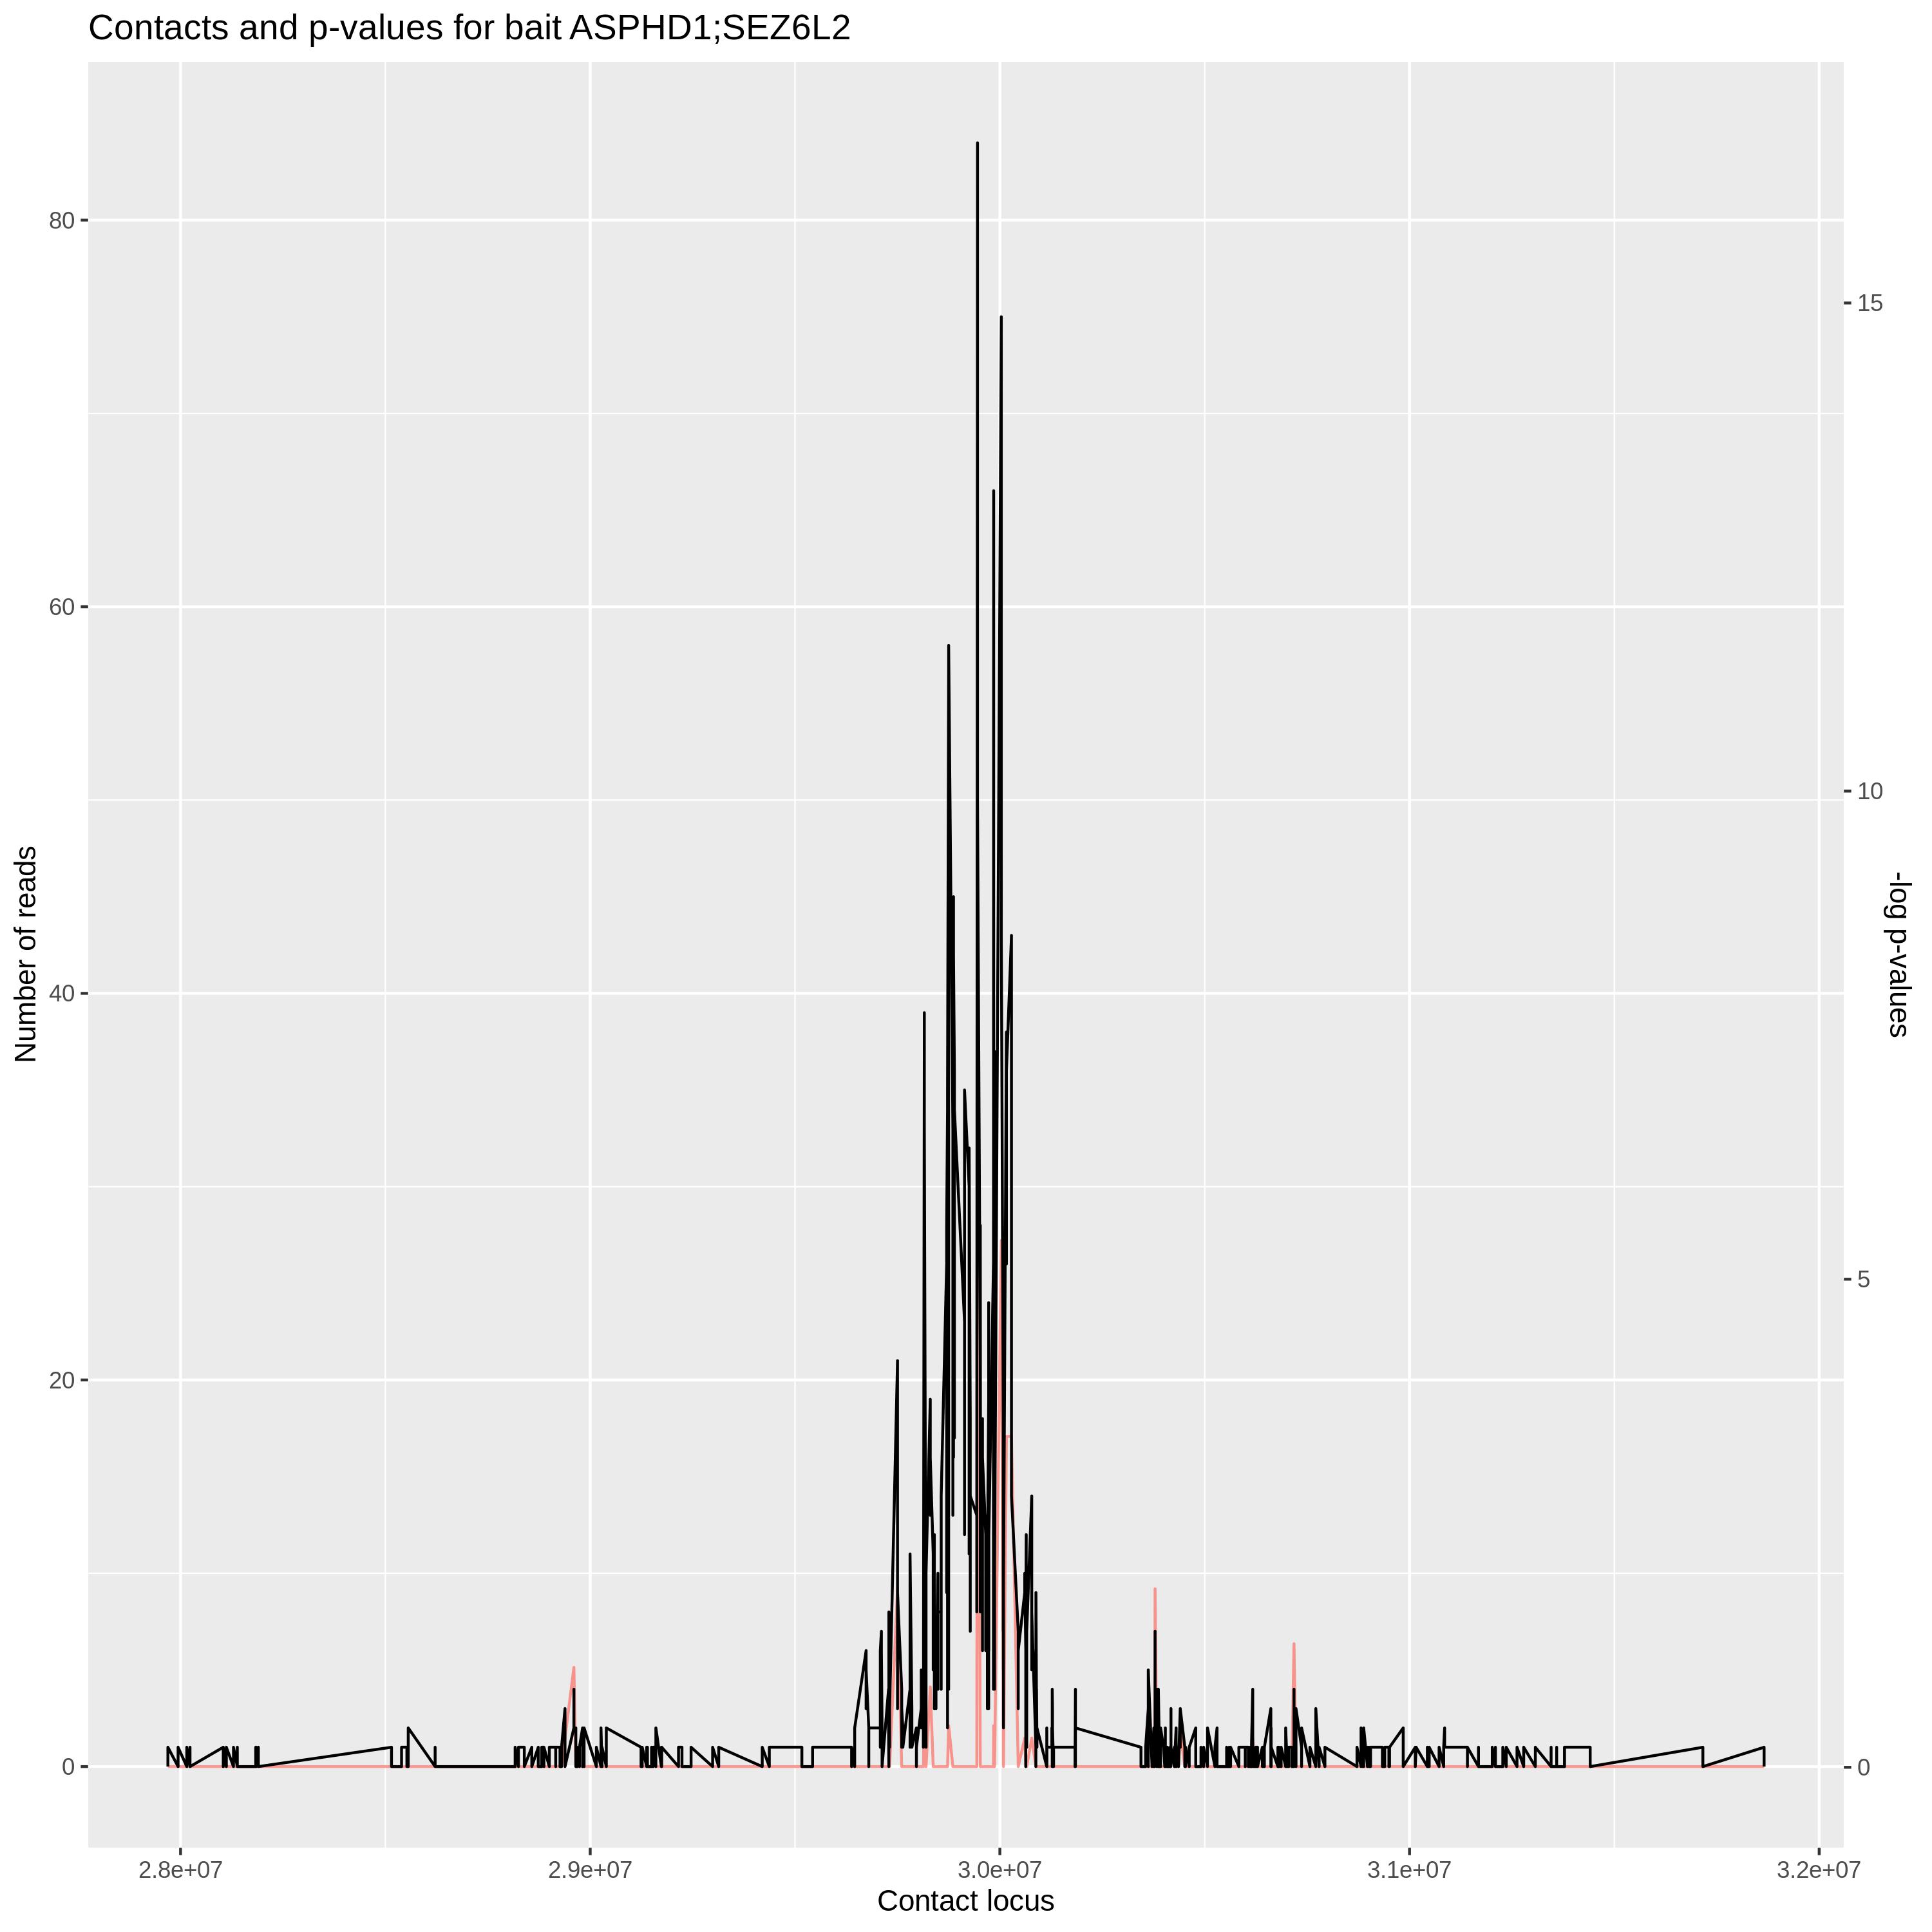 Contacts and p-values for bait ASPHD1;SEZ6L2
80
60
40
20
0
Number of reads
15
10
5
0
-log p-values
2.8e+07
2.9e+07
3.0e+07
3.1e+07
3.2e+07
Contact locus